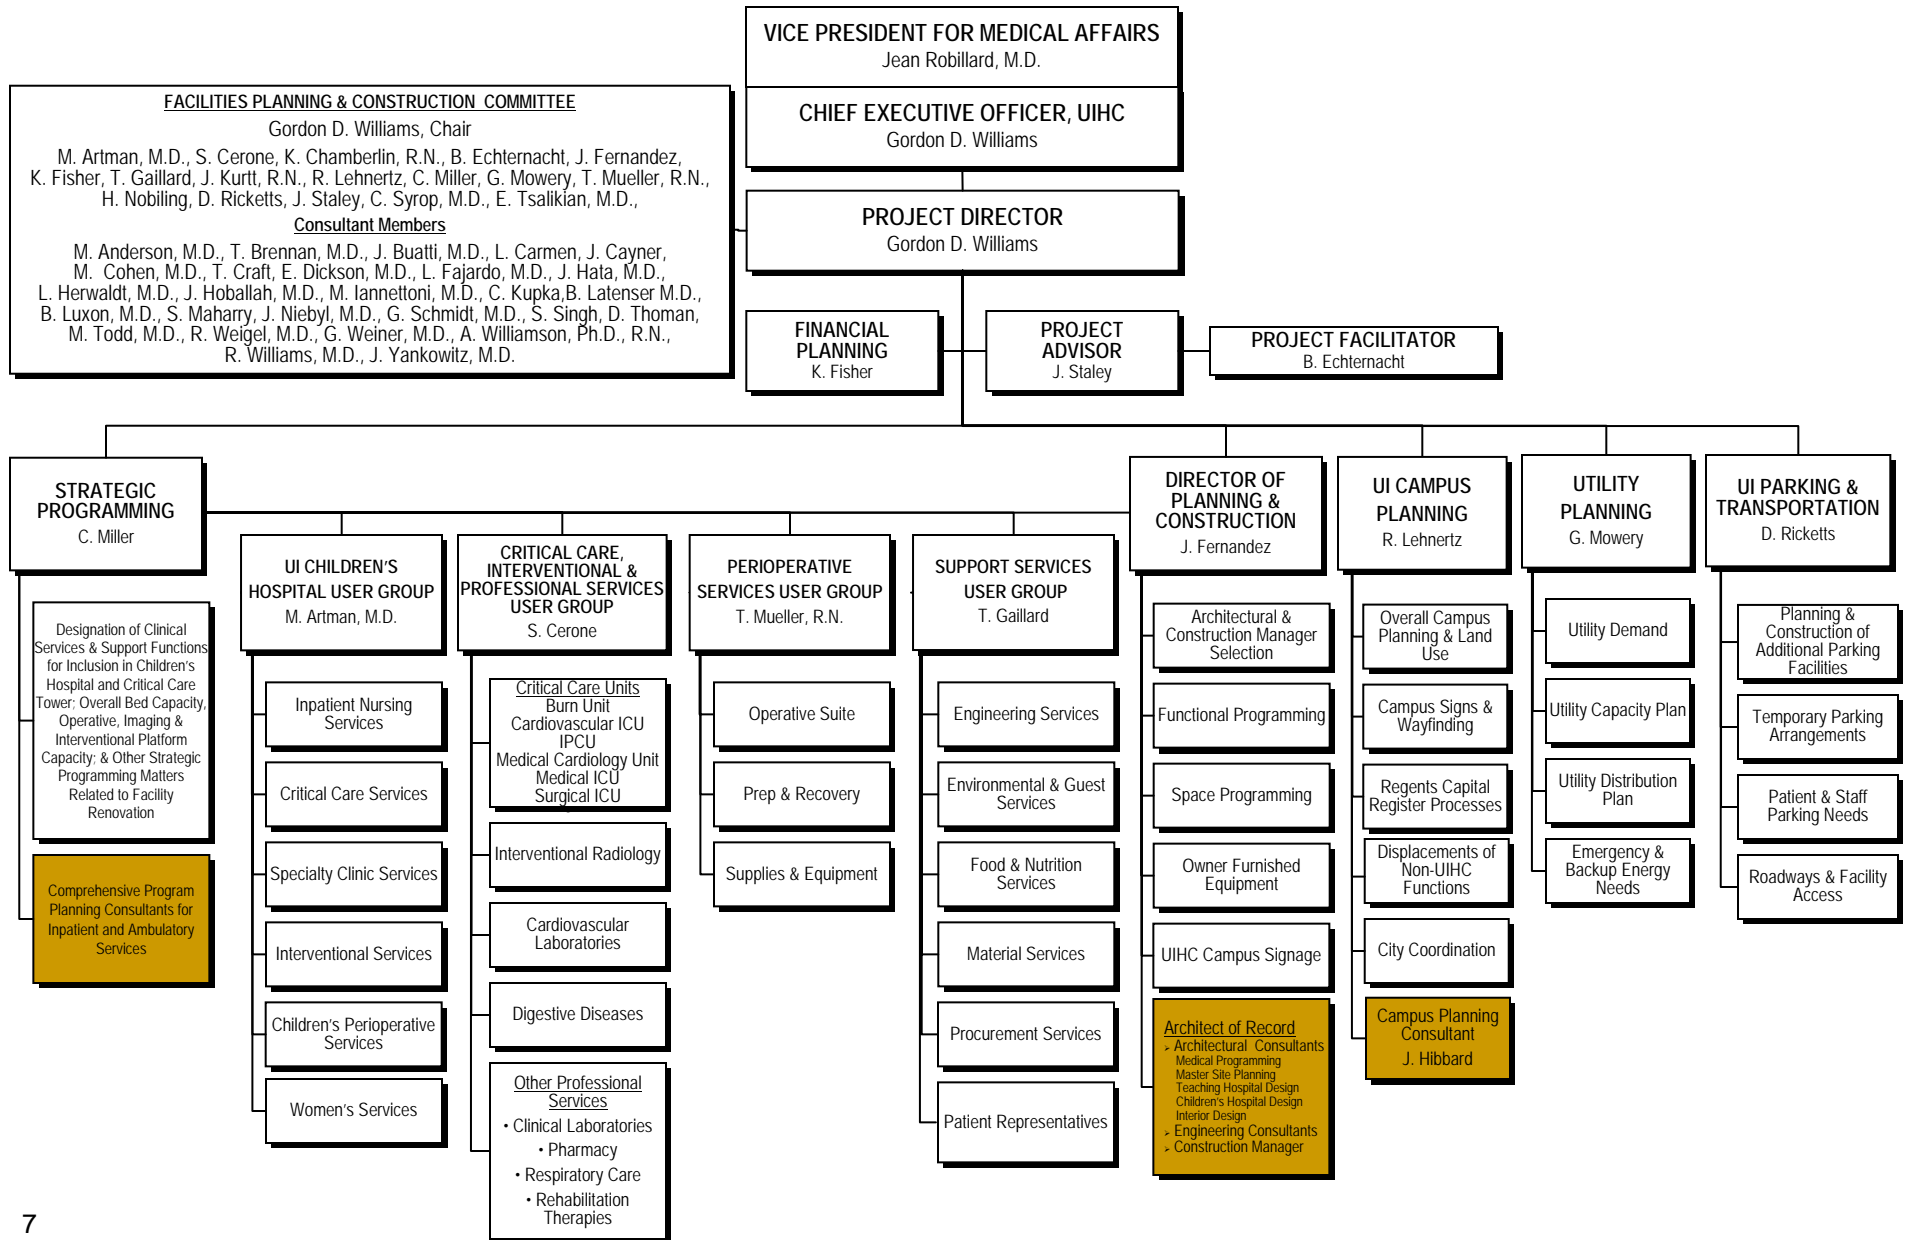 VICE PRESIDENT FOR MEDICAL AFFAIRS
Jean Robillard, M.D.
CHIEF EXECUTIVE OFFICER, UIHC
Gordon D. Williams
FACILITIES PLANNING & CONSTRUCTION COMMITTEE
Gordon D. Williams, Chair
M. Artman, M.D., S. Cerone, K. Chamberlin, R.N., B. Echternacht, J. Fernandez,
K. Fisher, T. Gaillard, J. Kurtt, R.N., R. Lehnertz, C. Miller, G. Mowery, T. Mueller, R.N.,
H. Nobiling, D. Ricketts, J. Staley, C. Syrop, M.D., E. Tsalikian, M.D.,
Consultant Members
M. Anderson, M.D., T. Brennan, M.D., J. Buatti, M.D., L. Carmen, J. Cayner,
M. Cohen, M.D., T. Craft, E. Dickson, M.D., L. Fajardo, M.D., J. Hata, M.D.,
L. Herwaldt, M.D., J. Hoballah, M.D., M. Iannettoni, M.D., C. Kupka,B. Latenser M.D.,
B. Luxon, M.D., S. Maharry, J. Niebyl, M.D., G. Schmidt, M.D., S. Singh, D. Thoman,
M. Todd, M.D., R. Weigel, M.D., G. Weiner, M.D., A. Williamson, Ph.D., R.N.,
R. Williams, M.D., J. Yankowitz, M.D.
PROJECT DIRECTOR
Gordon D. Williams
FINANCIAL
PLANNING
K. Fisher
PROJECT
ADVISOR
J. Staley
PROJECT FACILITATOR
B. Echternacht
STRATEGIC
PROGRAMMING
C. Miller
Designation of Clinical
Services & Support Functions
for Inclusion in Children's
Hospital and Critical Care
Tower; Overall Bed Capacity,
Operative, Imaging &
Interventional Platform
Capacity; & Other Strategic
Programming Matters
Related to Facility
Renovation
Comprehensive Program
Planning Consultants for
Inpatient and Ambulatory
Services
UI CHILDREN'S
HOSPITAL USER GROUP
M. Artman, M.D.
Inpatient Nursing
Services
Critical Care Services
Specialty Clinic Services
Interventional Services
Children's Perioperative
Services
Women's Services
CRITICAL CARE,
INTERVENTIONAL &
PROFESSIONAL SERVICES
USER GROUP
S. Cerone
Critical Care Units
Burn Unit
Cardiovascular ICU
IPCU
Medical Cardiology Unit
Medical ICU
Surgical ICU
Interventional Radiology
Cardiovascular
Laboratories
Digestive Diseases
Other Professional
Services
• Clinical Laboratories
• Pharmacy
• Respiratory Care
• Rehabilitation
Therapies
PERIOPERATIVE
SERVICES USER GROUP
T. Mueller, R.N.
Operative Suite
Prep & Recovery
Supplies & Equipment
SUPPORT SERVICES
USER GROUP
T. Gaillard
Engineering Services
Environmental & Guest
Services
Food & Nutrition
Services
Material Services
Procurement Services
Patient Representatives
DIRECTOR OF
PLANNING &
CONSTRUCTION
J. Fernandez
Architectural &
Construction Manager
Selection
Functional Programming
Space Programming
Owner Furnished
Equipment
UIHC Campus Signage
Architect of Record
➢ Architectural Consultants
Medical Programming
Master Site Planning
Teaching Hospital Design
Children's Hospital Design
Interior Design
➢ Engineering Consultants
➢ Construction Manager
UI CAMPUS
PLANNING
R. Lehnertz
Overall Campus
Planning & Land
Use
Campus Signs &
Wayfinding
Regents Capital
Register Processes
Displacements of
Non-UIHC
Functions
City Coordination
Campus Planning
Consultant
J. Hibbard
UTILITY
PLANNING
G. Mowery
Utility Demand
Utility Capacity Plan
Utility Distribution
Plan
Emergency &
Backup Energy
Needs
UI PARKING &
TRANSPORTATION
D. Ricketts
Planning &
Construction of
Additional Parking
Facilities
Temporary Parking
Arrangements
Patient & Staff
Parking Needs
Roadways & Facility
Access
7